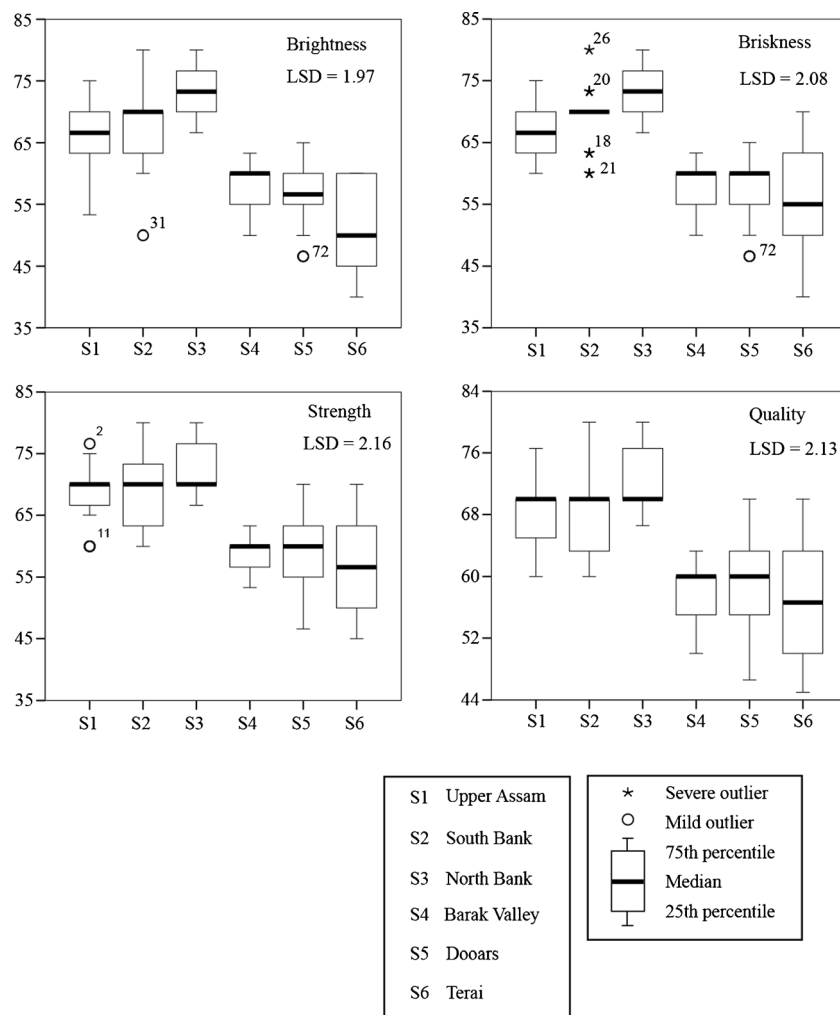 85
75
65
55
45
35
Brightness
LSD = 1.97
31
72
S1 S2 S3 S4 S5 S6
85
75
65
55
45
35
Briskness
LSD = 2.08
26
20
18
21
72
S1 S2 S3 S4 S5 S6
85
75
65
55
45
35
Strength
LSD = 2.16
2
11
S1 S2 S3 S4 S5 S6
84
76
68
60
52
44
Quality
LSD = 2.13
S1 S2 S3 S4 S5 S6
S1 Upper Assam
S2 South Bank
S3 North Bank
S4 Barak Valley
S5 Dooars
S6 Terai
Severe outlier
Mild outlier
75th percentile
Median
25th percentile